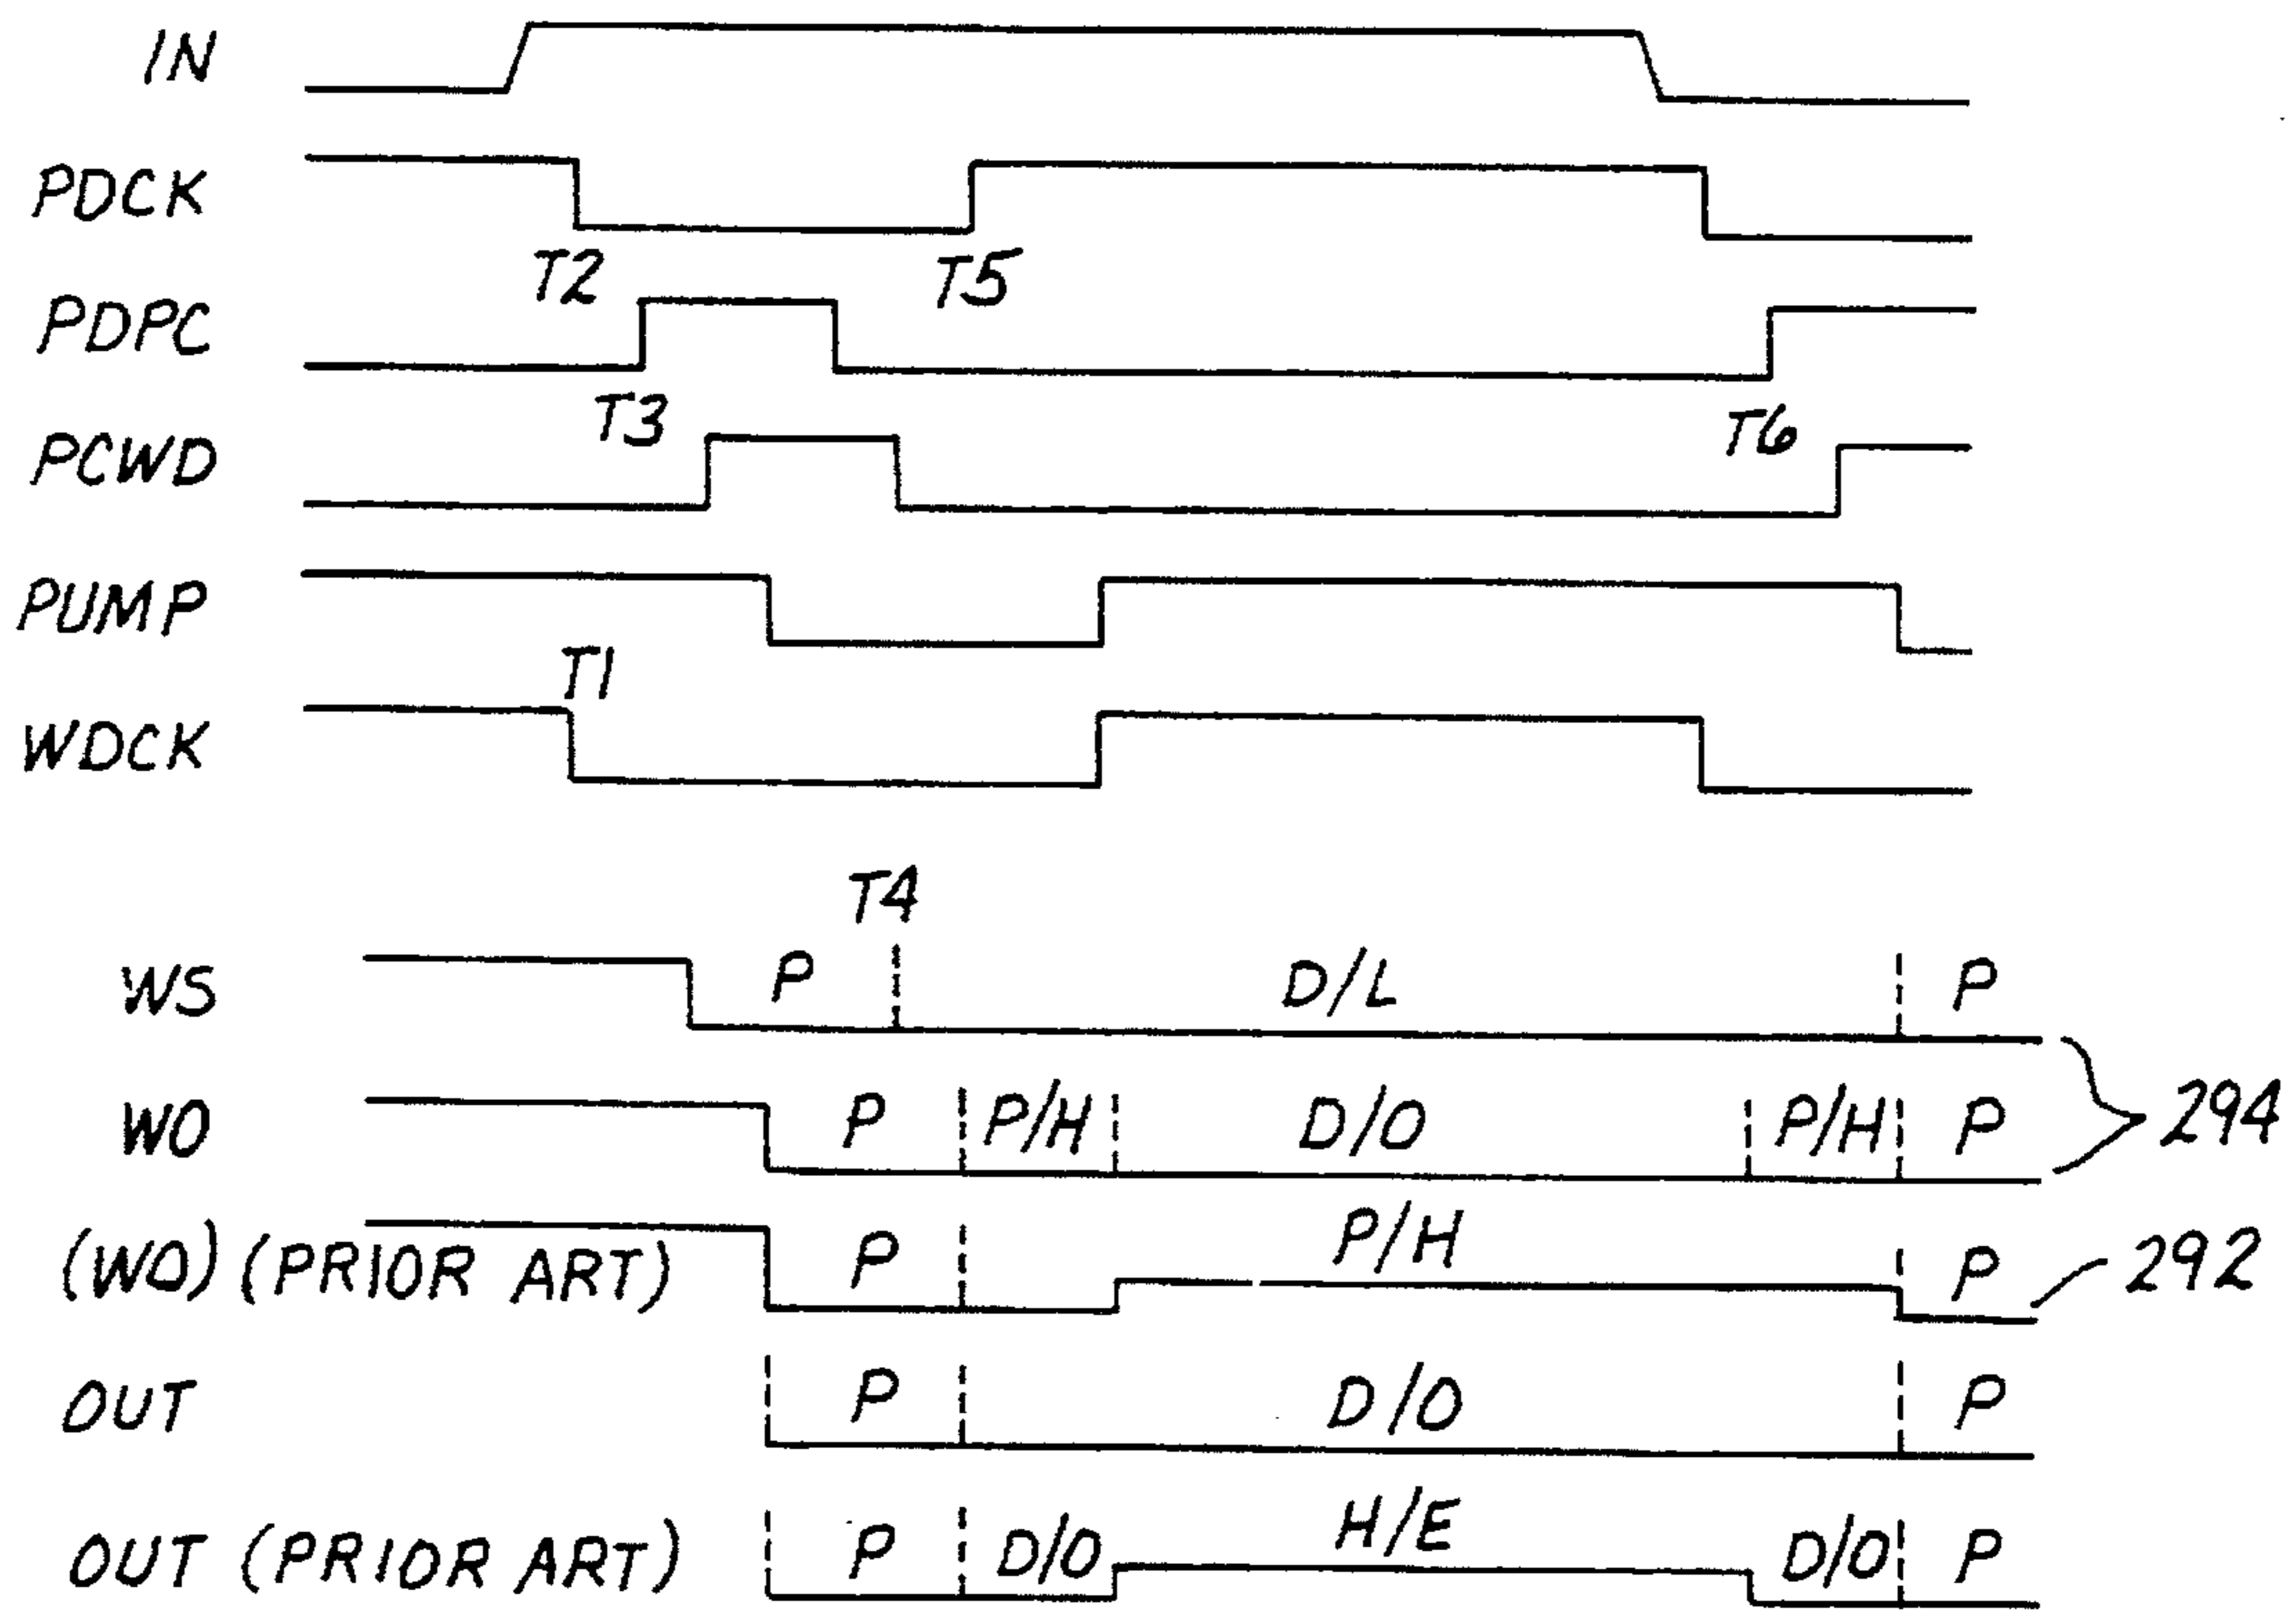 IN
PDCK
T2 T5
PDPC
T3 T6
PCWD
PUMP
T1
WDCK
T4
WS P D/L P
WO P P/H D/O P/H P 294
(WO) (PRIOR ART) P P/H P 292
OUT P D/O P
OUT (PRIOR ART) P D/O H/E D/O P